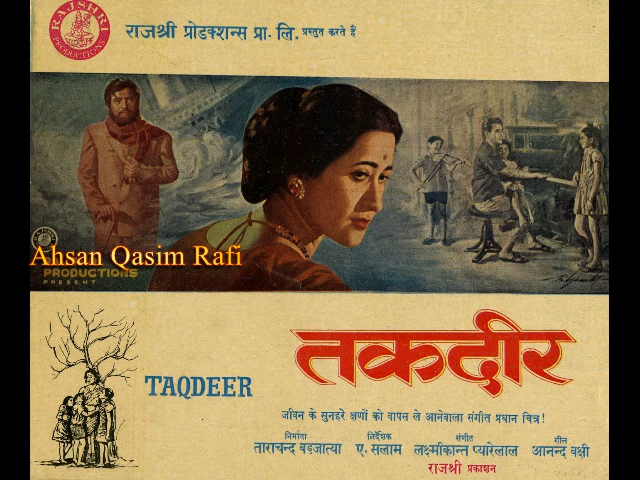 RAJSHRI
PRODUCTIONS
राजश्री प्रोडक्शन्स प्रा. लि. प्रस्तुत करते हैं
Ahsan Qasim Rafi
PRODUCTIONS
PRESENT
तकदीर
TAQDEER
जीवन के सुनहरे क्षणों को वापस ले आनेवाला संगीत प्रधान चित्र!
निर्माता निर्देशक संगीत गीत
ताराचन्द बड़जात्या ए. सलाम लक्ष्मीकान्त प्यारेलाल आनन्द बक्षी
राजश्री प्रकाशन